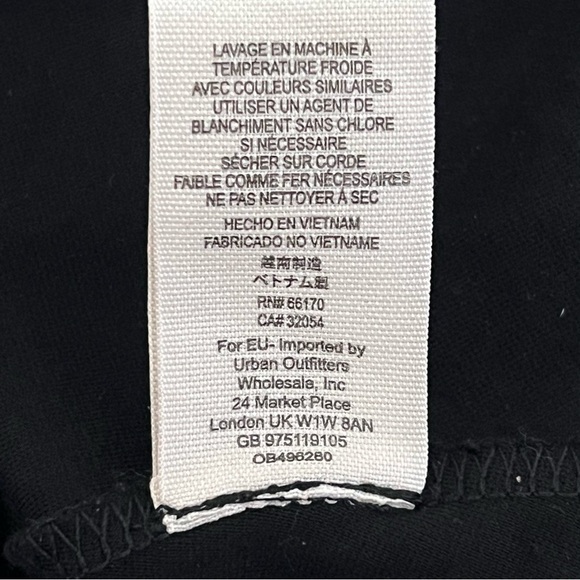 LAVAGE EN MACHINE À
TEMPÉRATURE FROIDE
AVEC COULEURS SIMILAIRES
UTILISER UN AGENT DE
BLANCHIMENT SANS CHLORE
SI NÉCESSAIRE
SÉCHER SUR CORDE
FAIBLE COMME FER NÉCESSAIRES
NE PAS NETTOYER À SEC
HECHO EN VIETNAM
FABRICADO NO VIETNAME
越南制造
ベトナム製
RN# 66170
CA# 32054
For EU- Imported by
Urban Outfitters
Wholesale, Inc
24 Market Place
London UK W1W 8AN
GB 975119105
OB496260